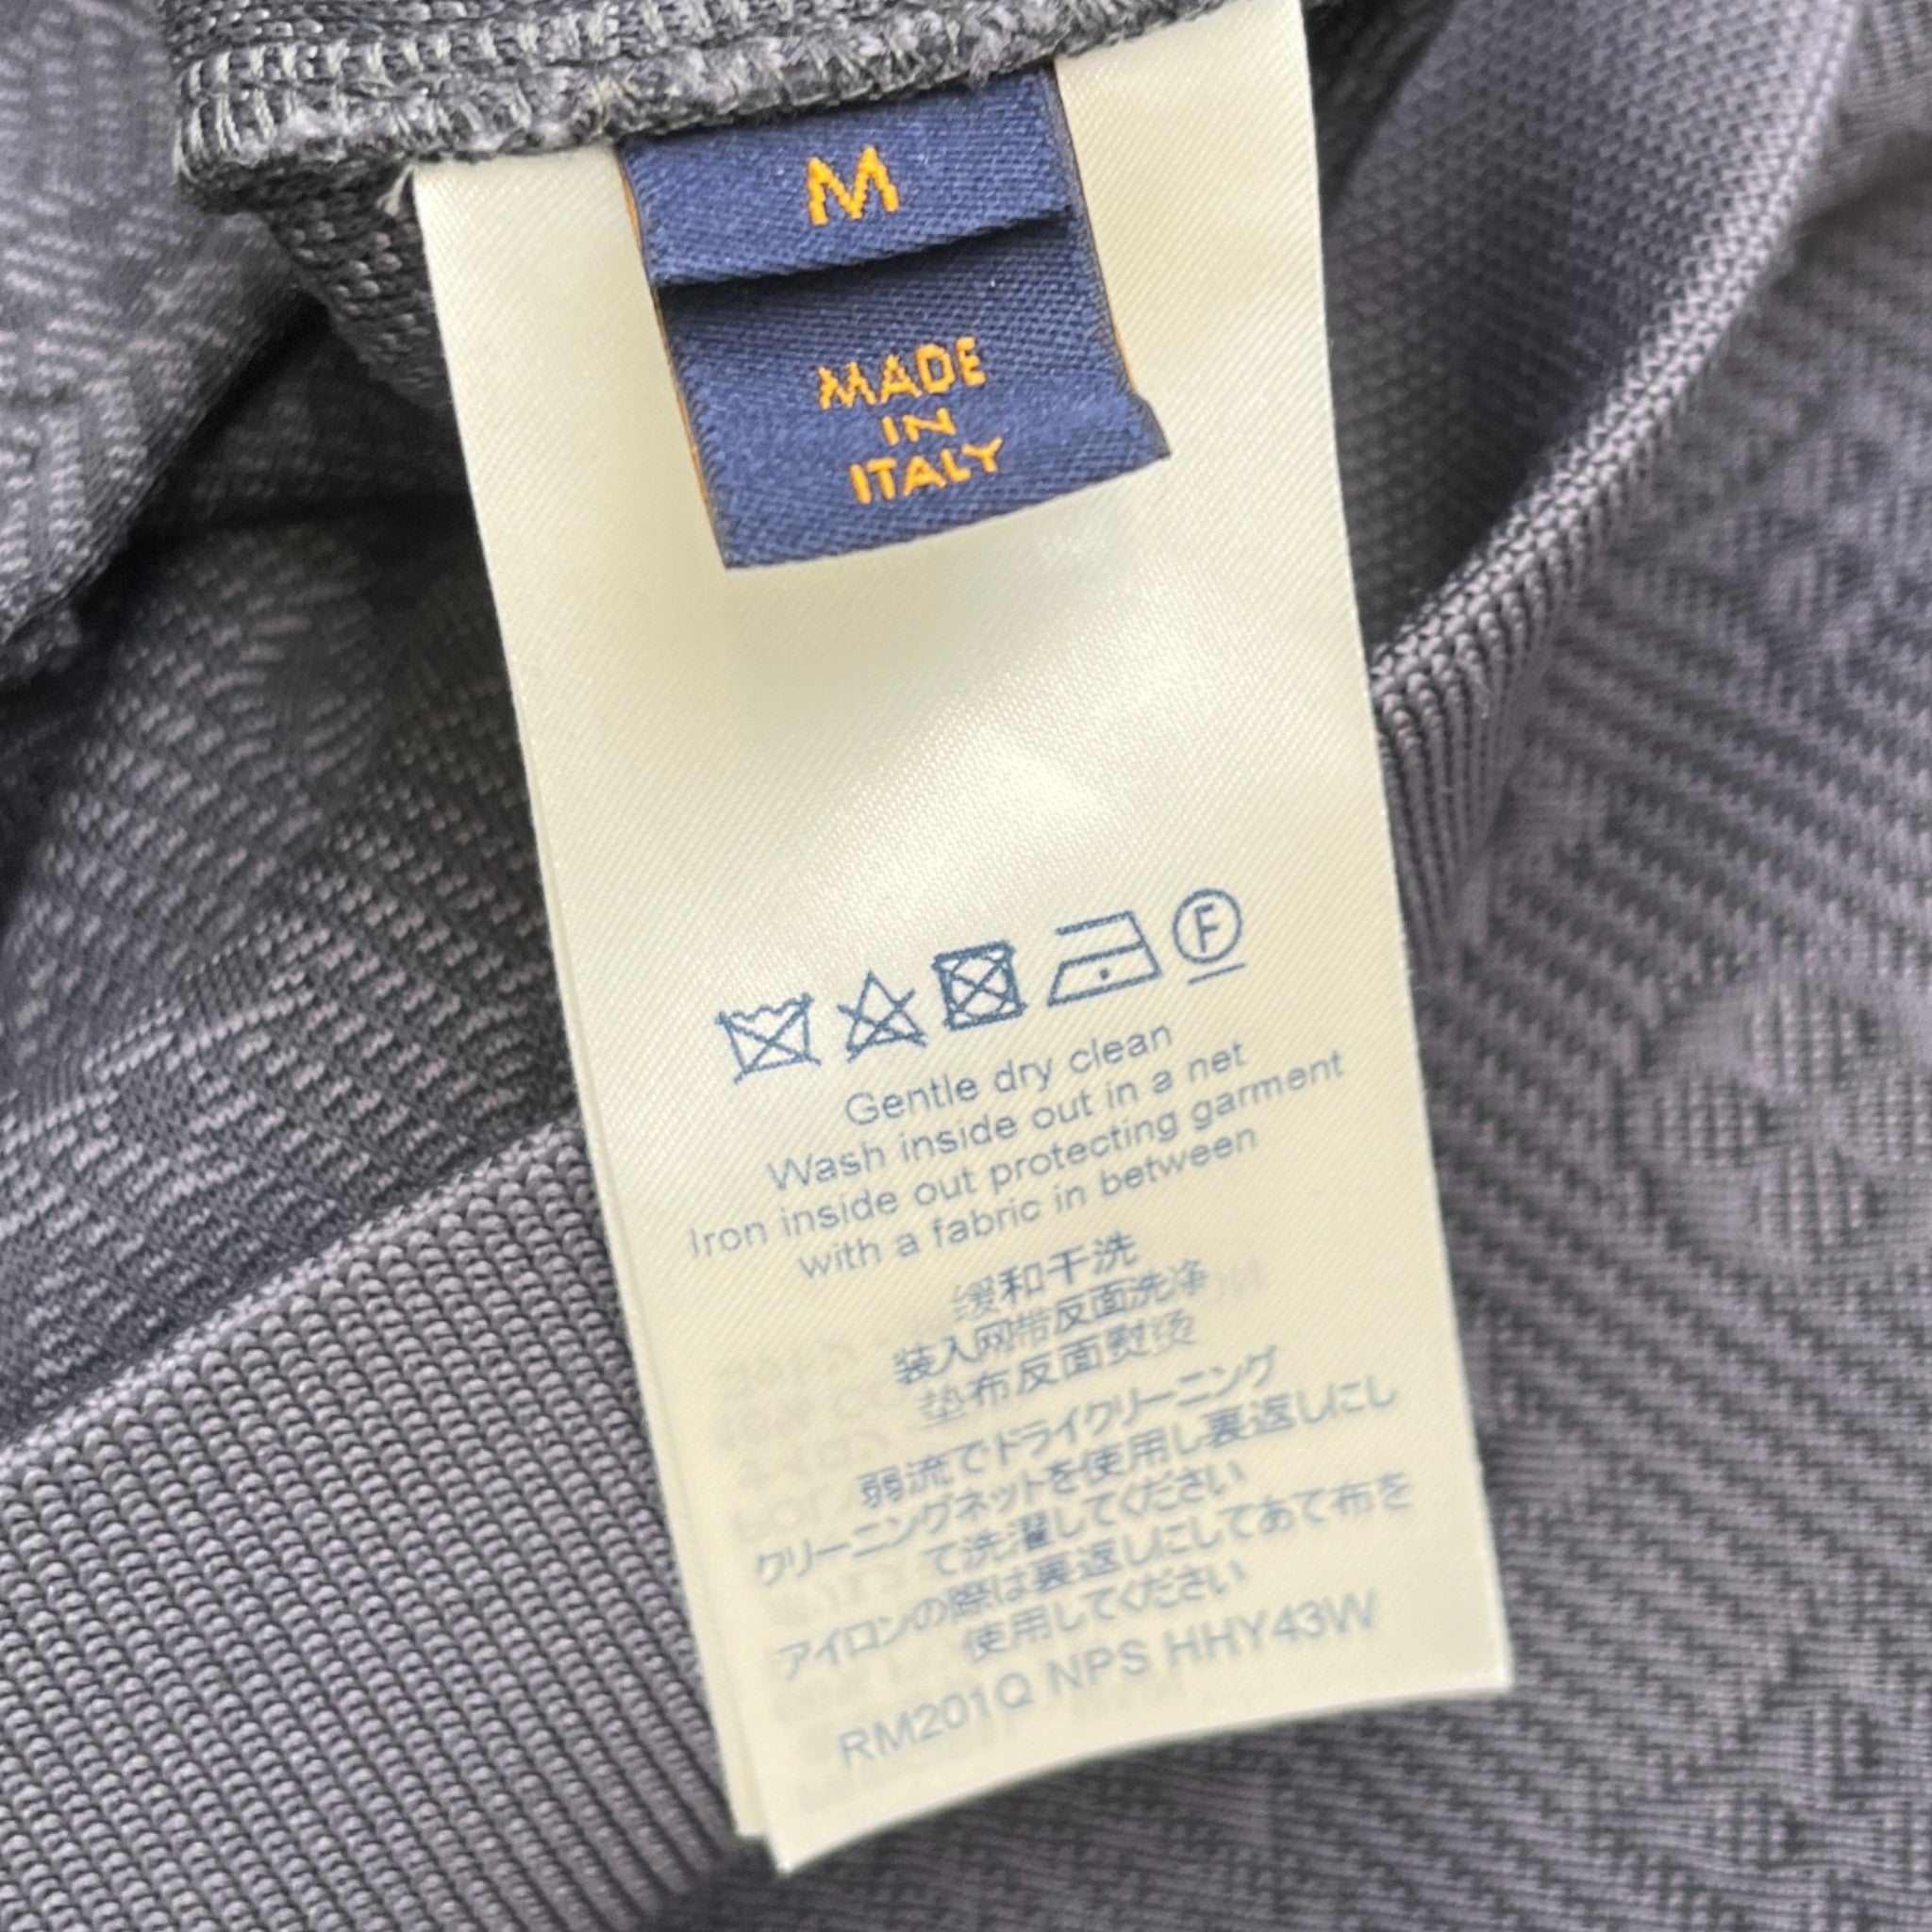 M
MADE
IN
ITALY
F
Gentle dry clean
Wash inside out in a net
Iron inside out protecting garment
with a fabric in between
缓和干洗
装入网带反面洗净
垫布反面熨烫
弱流でドライクリーニング
クリーニングネットを使用し裏返しにし
て洗濯してください
アイロンの際は裏返しにしてあて布を
使用してください
RM201Q NPS HHY43W